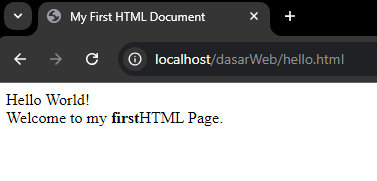 My First HTML Document
localhost/dasarWeb/hello.html
Hello World!
Welcome to my firstHTML Page.